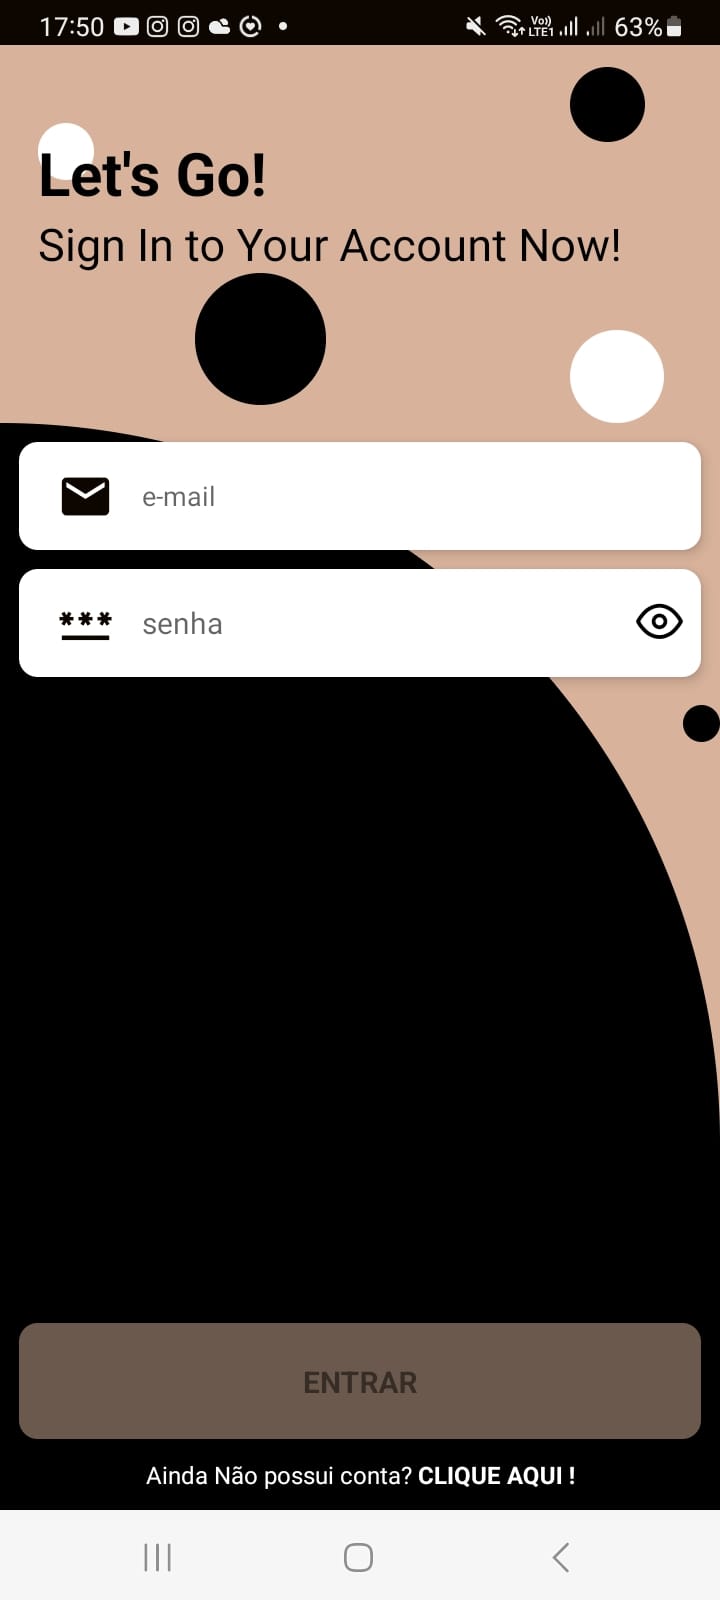 17:50
Vo)) LTE1 63%
Let's Go!
Sign In to Your Account Now!
e-mail
senha
ENTRAR
Ainda Não possui conta? CLIQUE AQUI !